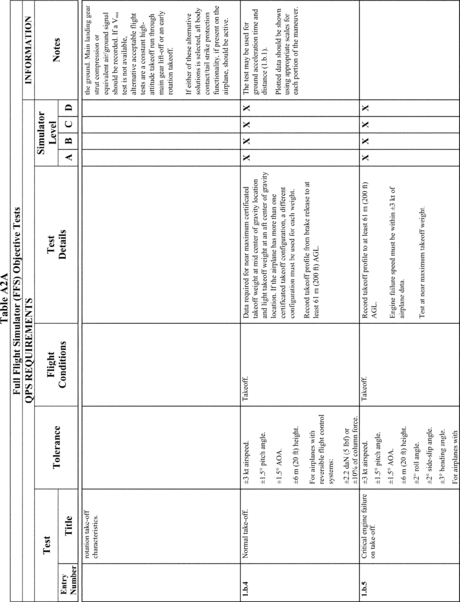 Table A2A
Full Flight Simulator (FFS) Objective Tests
QPS REQUIREMENTS
INFORMATION
Test
Tolerance
Flight
Conditions
Test
Details
Simulator
Level
Notes
Entry
Number
Title
A B C D
rotation take-off
characteristics.
the ground. Main landing gear
strut compression or
equivalent air/ground signal
should be recorded. If a Vmu
test is not available,
alternative acceptable flight
tests are a constant high-
attitude takeoff run through
main gear lift-off or an early
rotation takeoff.
If either of these alternative
solutions is selected, aft body
contact/tail strike protection
functionality, if present on the
airplane, should be active.
1.b.4
Normal take-off.
±3 kt airspeed.
±1.5° pitch angle.
±1.5° AOA.
±6 m (20 ft) height.
For airplanes with
reversible flight control
systems:
±2.2 daN (5 lbf) or
±10% of column force.
Takeoff.
Data required for near maximum certificated
takeoff weight at mid center of gravity location
and light takeoff weight at an aft center of gravity
location. If the airplane has more than one
certificated takeoff configuration, a different
configuration must be used for each weight.
Record takeoff profile from brake release to at
least 61 m (200 ft) AGL.
X X X X
The test may be used for
ground acceleration time and
distance (1.b.1).
Plotted data should be shown
using appropriate scales for
each portion of the maneuver.
1.b.5
Critical engine failure
on take-off.
±3 kt airspeed.
±1.5° pitch angle.
±1.5° AOA.
±6 m (20 ft) height.
±2° roll angle.
±2° side-slip angle.
±3° heading angle.
For airplanes with
Takeoff.
Record takeoff profile to at least 61 m (200 ft)
AGL.
Engine failure speed must be within ±3 kt of
airplane data.
Test at near maximum takeoff weight.
X X X X